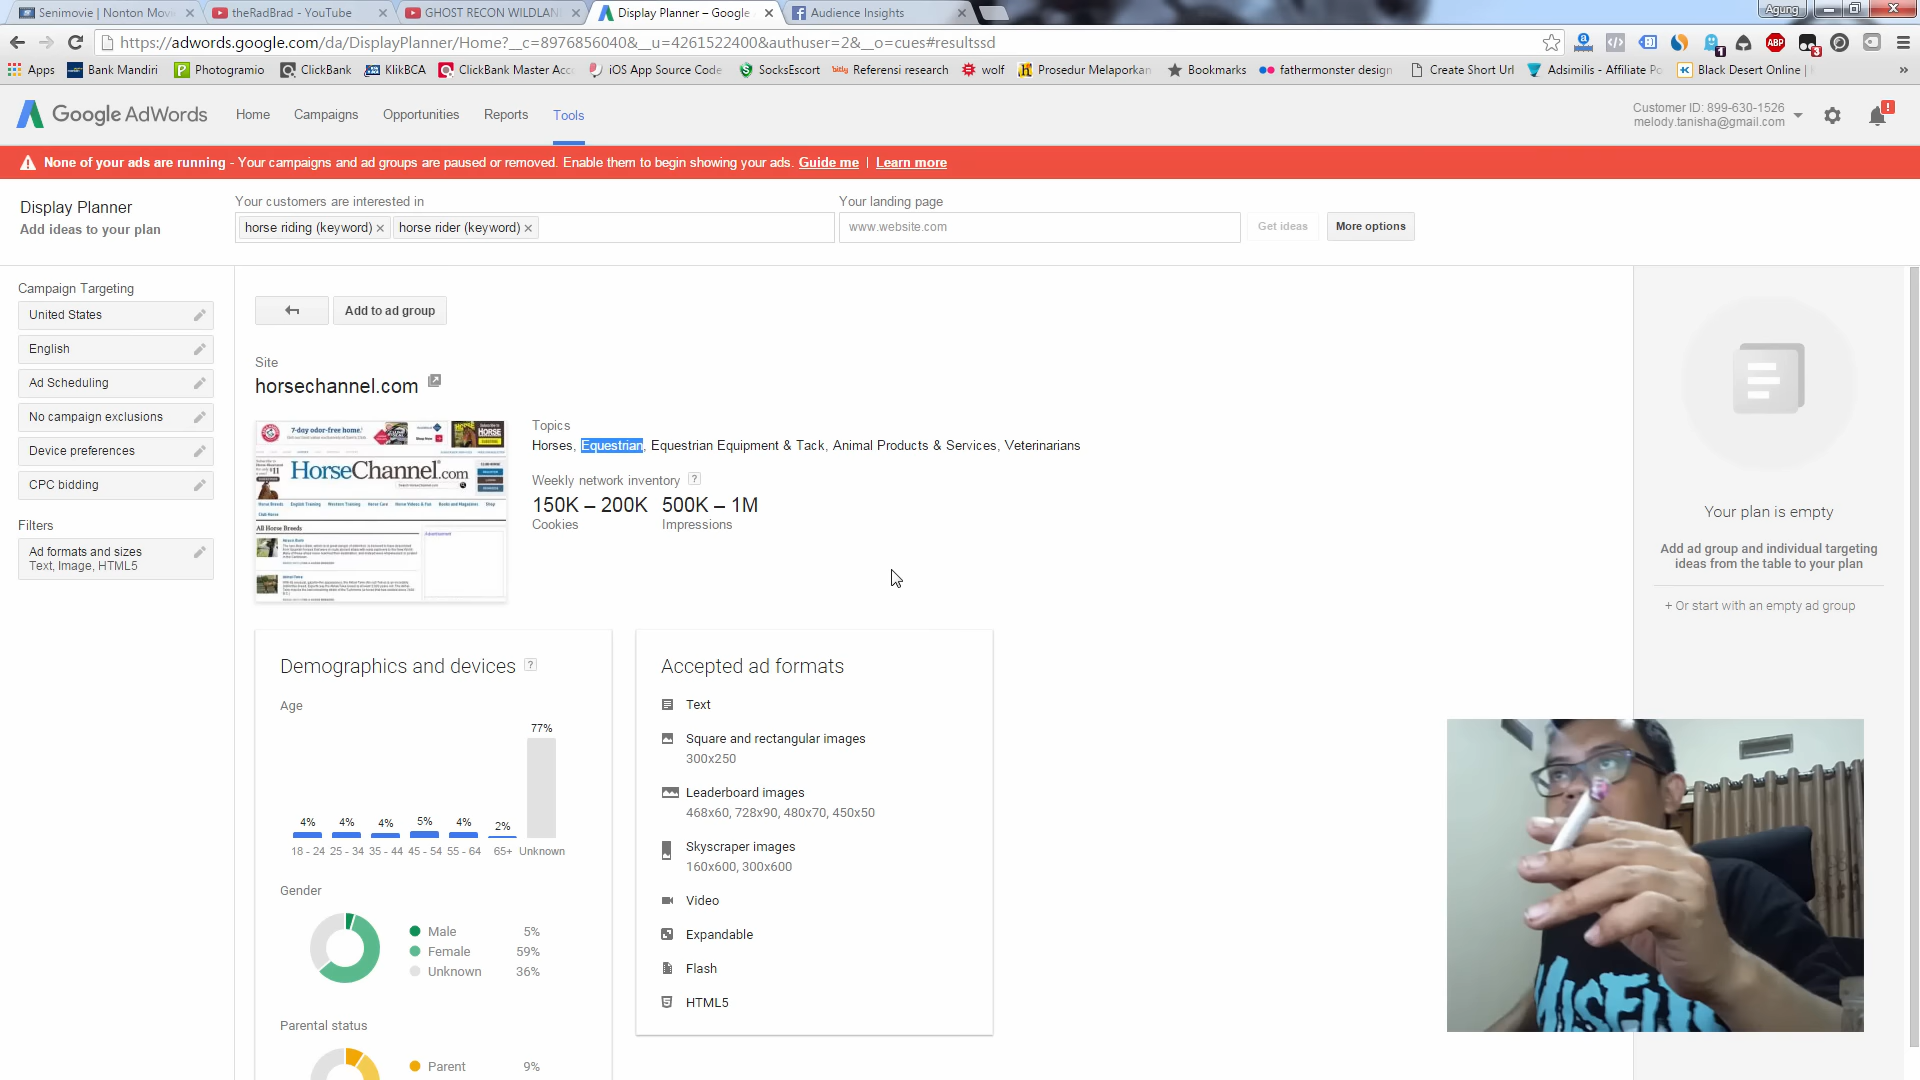 Senimovie | Nonton Movi
theRadBrad - YouTube
GHOST RECON WILDLAN
Display Planner – Google
Audience Insights
Agung
https://adwords.google.com/da/DisplayPlanner/Home?__c=8976856040&__u=4261522400&authuser=2&__o=cues#resultssd
Apps
Bank Mandiri
Photogramio
ClickBank
KlikBCA
ClickBank Master Acc
iOS App Source Code
SocksEscort
bitly Referensi research
wolf
Prosedur Melaporkan
Bookmarks
fathermonster design
Create Short Url
Adsimilis - Affiliate Po
Black Desert Online |
Google AdWords
Home
Campaigns
Opportunities
Reports
Tools
Customer ID: 899-630-1526
melody.tanisha@gmail.com
None of your ads are running - Your campaigns and ad groups are paused or removed. Enable them to begin showing your ads. Guide me | Learn more
Display Planner
Add ideas to your plan
Your customers are interested in
horse riding (keyword) ×
horse rider (keyword) ×
Your landing page
www.website.com
Get ideas
More options
Campaign Targeting
United States
English
Ad Scheduling
No campaign exclusions
Device preferences
CPC bidding
Filters
Ad formats and sizes
Text, Image, HTML5
Add to ad group
Site
horsechannel.com
7-day odor-free home.
HorseChannel.com
All Horse Breeds
Topics
Horses, Equestrian, Equestrian Equipment & Tack, Animal Products & Services, Veterinarians
Weekly network inventory ?
150K – 200K
Cookies
500K – 1M
Impressions
Demographics and devices ?
Age
77%
4% 4% 4% 5% 4% 2%
18 - 24 25 - 34 35 - 44 45 - 54 55 - 64 65+ Unknown
Gender
Male 5%
Female 59%
Unknown 36%
Parental status
Parent 9%
Accepted ad formats
Text
Square and rectangular images
300x250
Leaderboard images
468x60, 728x90, 480x70, 450x50
Skyscraper images
160x600, 300x600
Video
Expandable
Flash
HTML5
Your plan is empty
Add ad group and individual targeting
ideas from the table to your plan
+ Or start with an empty ad group